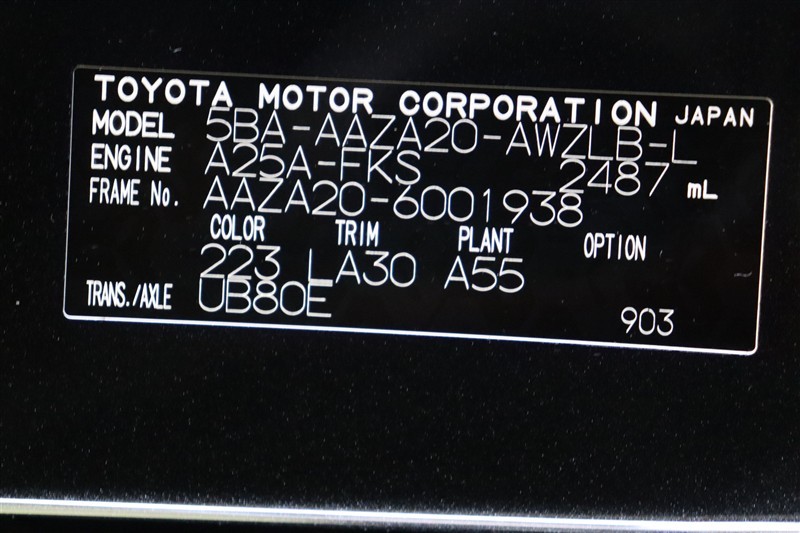 TOYOTA MOTOR CORPORATION JAPAN
MODEL 5BA-AAZA20-AWZLB-L
ENGINE A25A-FKS 2487 mL
FRAME No. AAZA20-6001938
COLOR TRIM PLANT OPTION
223 LA30 A55
TRANS./AXLE UB80E
903